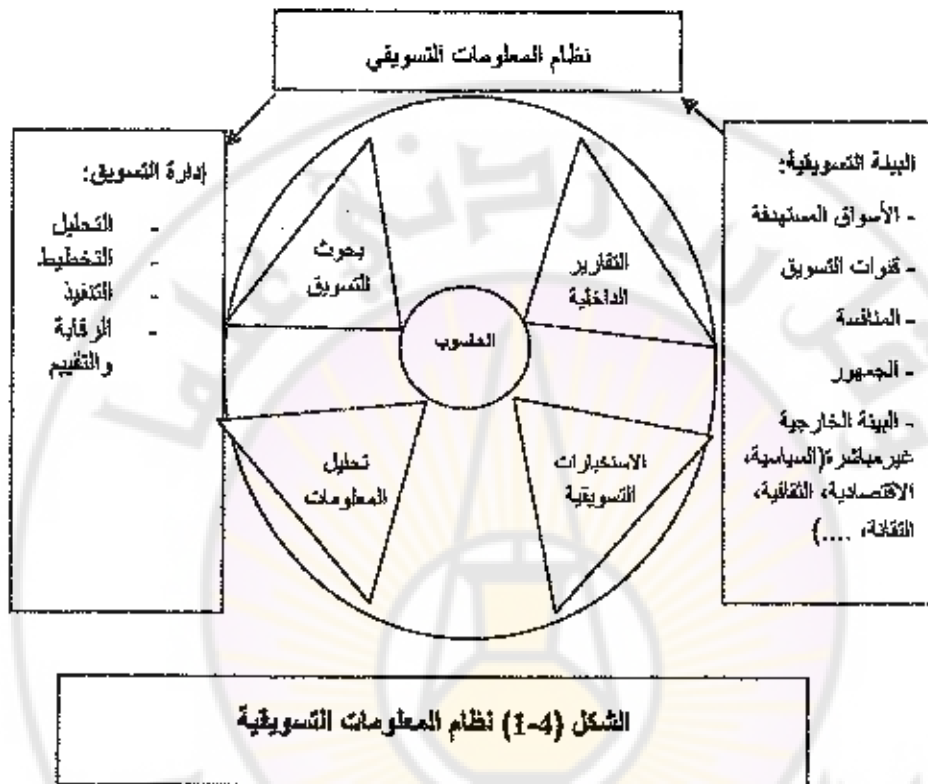 نظام المعلومات التسويقي
البيئة التسويقية:
- الأسواق المستهدفة
- قنوات التسويق
- المنافسة
- الجمهور
- البيئة الخارجية
غير مباشرة(السياسية،
الاقتصادية، الثقافية،
التقانة، ....)
إدارة التسويق:
- التحليل
- التخطيط
- التنفيذ
- الرقابة
والتقييم
التقارير
الداخلية
بحوث
التسويق
الحاسوب
الاستخبارات
التسويقية
تحليل
المعلومات
الشكل (4-1) نظام المعلومات التسويقية